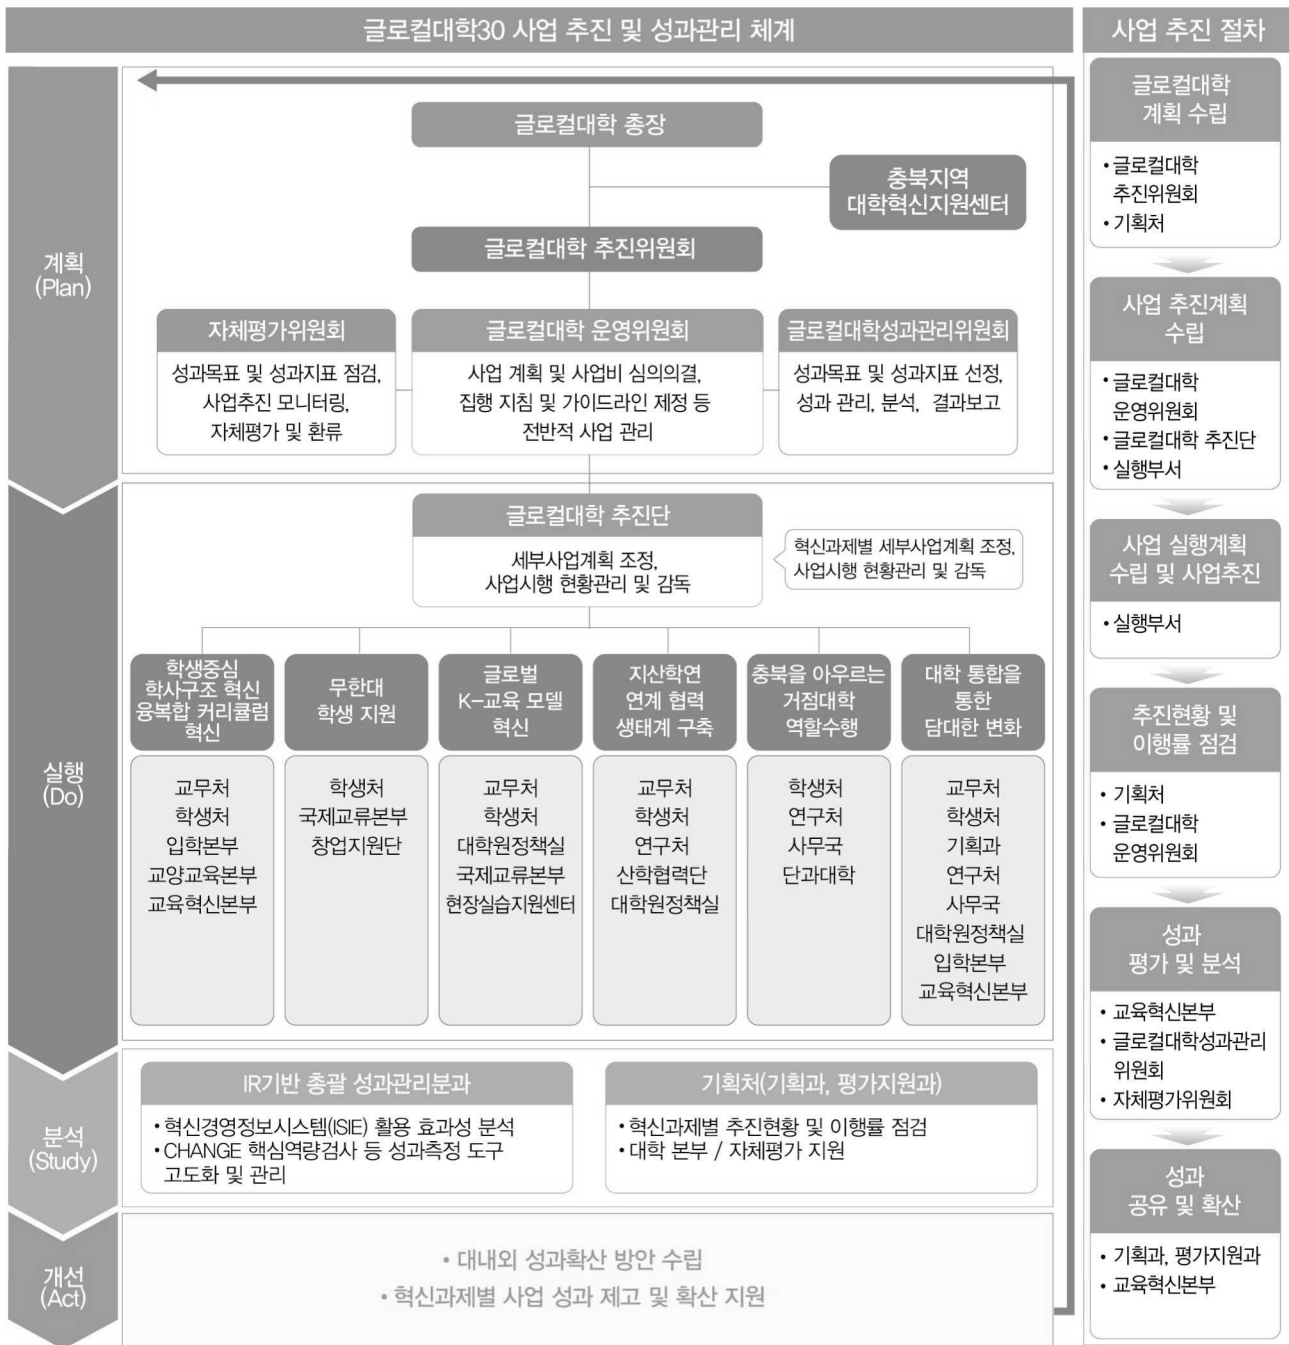 글로컬대학30 사업 추진 및 성과관리 체계
계획
(Plan)
글로컬대학 총장
충북지역
대학혁신지원센터
글로컬대학 추진위원회
자체평가위원회
성과목표 및 성과지표 점검,
사업추진 모니터링,
자체평가 및 환류
글로컬대학 운영위원회
사업 계획 및 사업비 심의의결,
집행 지침 및 가이드라인 제정 등
전반적 사업 관리
글로컬대학성과관리위원회
성과목표 및 성과지표 선정,
성과 관리, 분석, 결과보고
실행
(Do)
글로컬대학 추진단
세부사업계획 조정,
사업시행 현황관리 및 감독
혁신과제별 세부사업계획 조정,
사업시행 현황관리 및 감독
학생중심
학사구조 혁신
융복합 커리큘럼
혁신
교무처
학생처
입학본부
교양교육본부
교육혁신본부
무한대
학생 지원
학생처
국제교류본부
창업지원단
글로벌
K-교육 모델
혁신
교무처
학생처
대학원정책실
국제교류본부
현장실습지원센터
지산학연
연계 협력
생태계 구축
교무처
학생처
연구처
산학협력단
대학원정책실
충북을 아우르는
거점대학
역할수행
학생처
연구처
사무국
단과대학
대학 통합을
통한
담대한 변화
교무처
학생처
기획과
연구처
사무국
대학원정책실
입학본부
교육혁신본부
분석
(Study)
IR기반 총괄 성과관리분과
•혁신경영정보시스템(ISIE) 활용 효과성 분석
•CHANGE 핵심역량검사 등 성과측정 도구
고도화 및 관리
기획처(기획과, 평가지원과)
•혁신과제별 추진현황 및 이행률 점검
•대학 본부 / 자체평가 지원
개선
(Act)
• 대내외 성과확산 방안 수립
• 혁신과제별 사업 성과 제고 및 확산 지원
사업 추진 절차
글로컬대학
계획 수립
• 글로컬대학
추진위원회
• 기획처
사업 추진계획
수립
• 글로컬대학
운영위원회
• 글로컬대학 추진단
• 실행부서
사업 실행계획
수립 및 사업추진
• 실행부서
추진현황 및
이행률 점검
• 기획처
• 글로컬대학
운영위원회
성과
평가 및 분석
• 교육혁신본부
• 글로컬대학성과관리
위원회
• 자체평가위원회
성과
공유 및 확산
• 기획과, 평가지원과
• 교육혁신본부